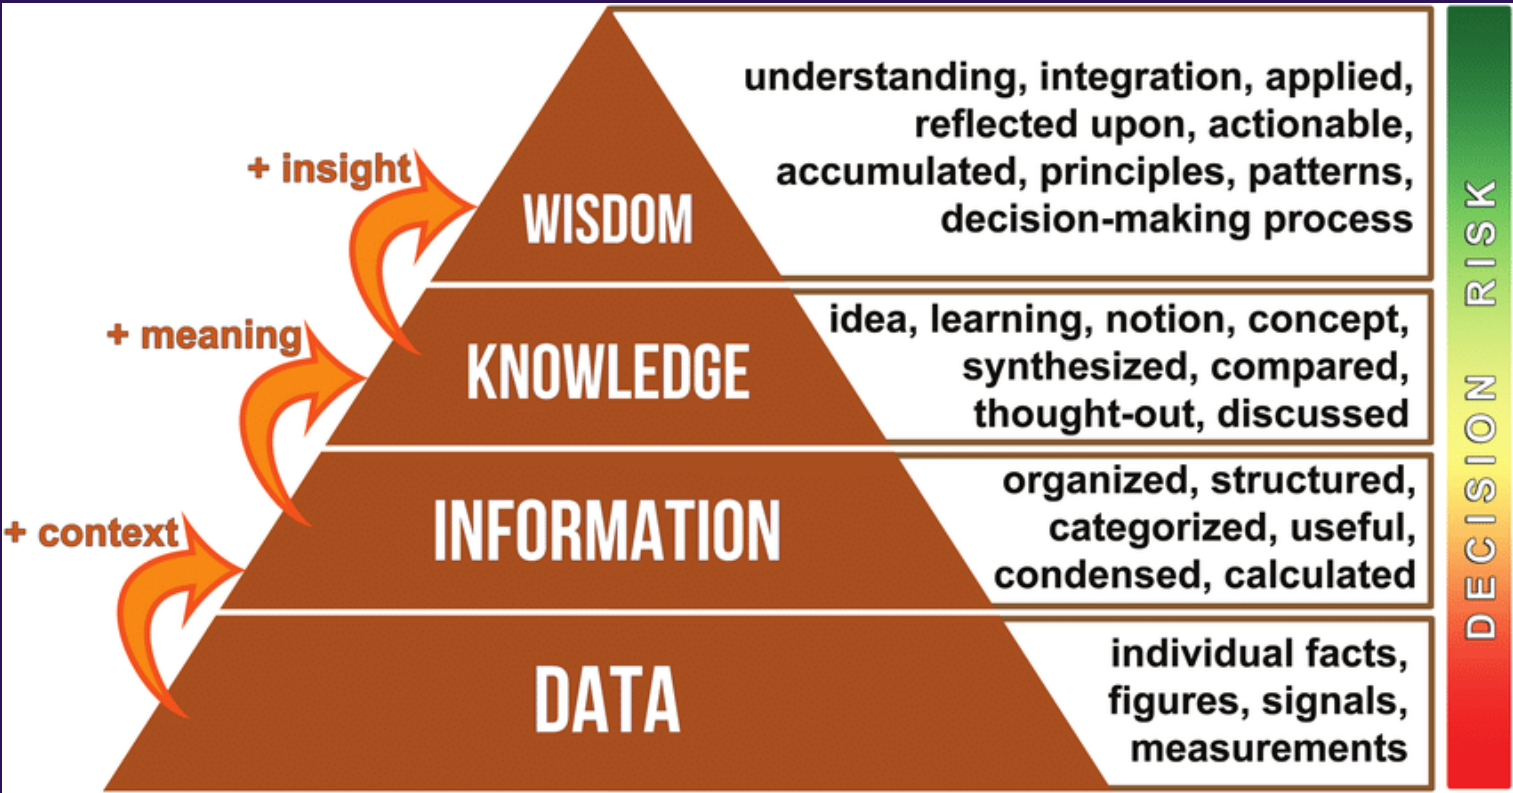 understanding, integration, applied,
reflected upon, actionable,
accumulated, principles, patterns,
decision-making process
+ insight
WISDOM
idea, learning, notion, concept,
synthesized, compared,
thought-out, discussed
+ meaning
KNOWLEDGE
organized, structured,
categorized, useful,
condensed, calculated
+ context
INFORMATION
individual facts,
figures, signals,
measurements
DATA
DECISION RISK